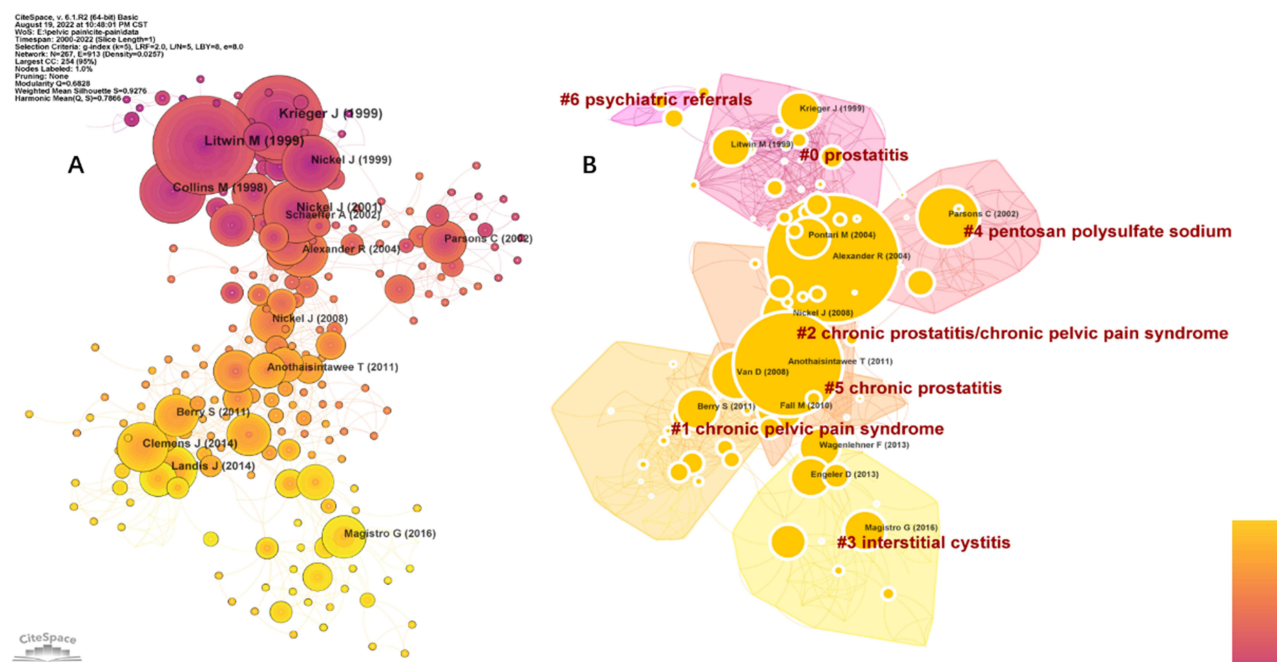 CiteSpace, v. 6.1.R2 (64-bit) Basic
August 19, 2022 at 10:48:01 PM CST
WoS: E:\pelvic pain\cite-pain\data
Timespan: 2000-2022 (Slice Length=1)
Selection Criteria: g-index (k=5), LRF=2.0, L/N=5, LBY=8, e=8.0
Network: N=267, E=913 (Density=0.0257)
Largest CC: 254 (95%)
Nodes Labeled: 1.0%
Pruning: None
Modularity Q=0.6828
Weighted Mean Silhouette S=0.9276
Harmonic Mean(Q, S)=0.7866
A
Krieger J (1999)
Litwin M (1999)
Nickel J (1999)
Collins M (1998)
Nickel J (2001)
Schaeffer A (2002)
Parsons C (2002)
Alexander R (2004)
Nickel J (2008)
Anothaisintawee T (2011)
Berry S (2011)
Clemens J (2014)
Landis J (2014)
Magistro G (2016)
CiteSpace
B
#6 psychiatric referrals
Krieger J (1999)
Litwin M (1999)
#0 prostatitis
Parsons C (2002)
#4 pentosan polysulfate sodium
Pontari M (2004)
Alexander R (2004)
Nickel J (2008)
#2 chronic prostatitis/chronic pelvic pain syndrome
Anothaisintawee T (2011)
Van D (2008)
#5 chronic prostatitis
Berry S (2011)
Fall M (2010)
#1 chronic pelvic pain syndrome
Wagenlehner F (2013)
Engeler D (2013)
Magistro G (2016)
#3 interstitial cystitis